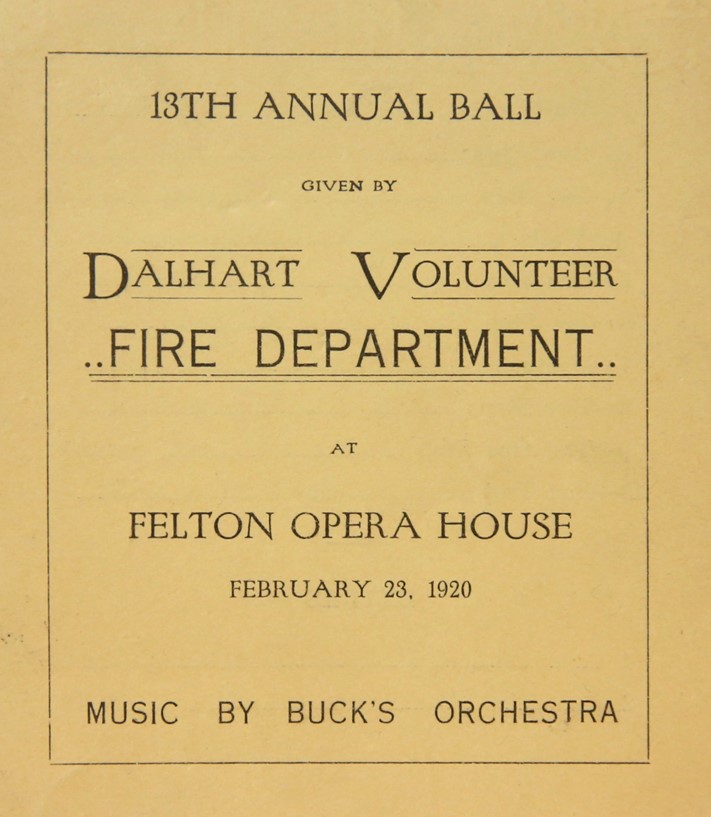 13TH ANNUAL BALL
GIVEN BY
DALHART VOLUNTEER
..FIRE DEPARTMENT..
AT
FELTON OPERA HOUSE
FEBRUARY 23, 1920
MUSIC BY BUCK'S ORCHESTRA